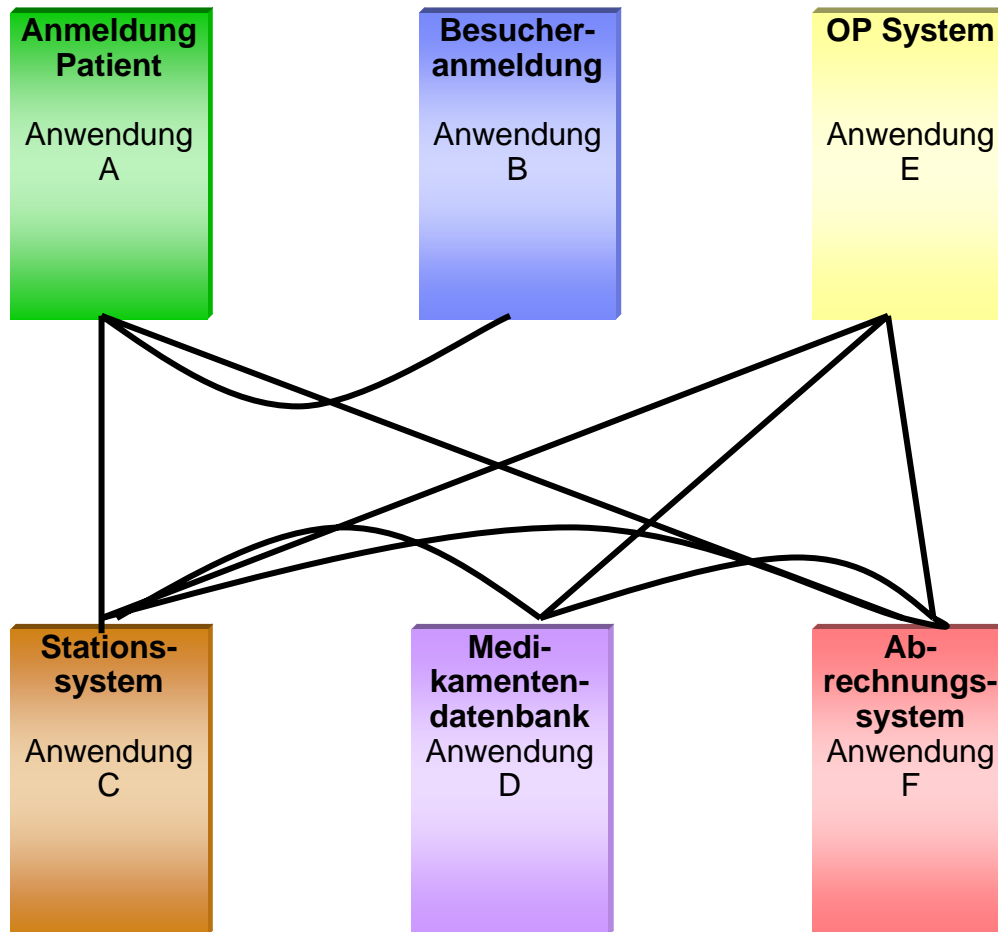 Anmeldung
Patient
Anwendung
A
Besucher-
anmeldung
Anwendung
B
OP System
Anwendung
E
Stations-
system
Anwendung
C
Medi-
kamenten-
datenbank
Anwendung
D
Ab-
rechnungs-
system
Anwendung
F